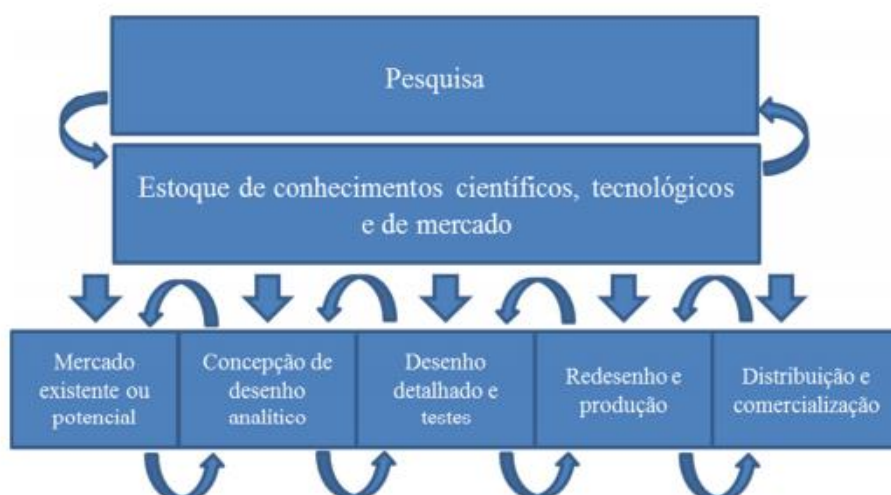 Pesquisa
Estoque de conhecimentos científicos, tecnológicos
e de mercado
Mercado
existente ou
potencial
Concepção de
desenho
analítico
Desenho
detalhado e
testes
Redesenho e
produção
Distribuição e
comercialização